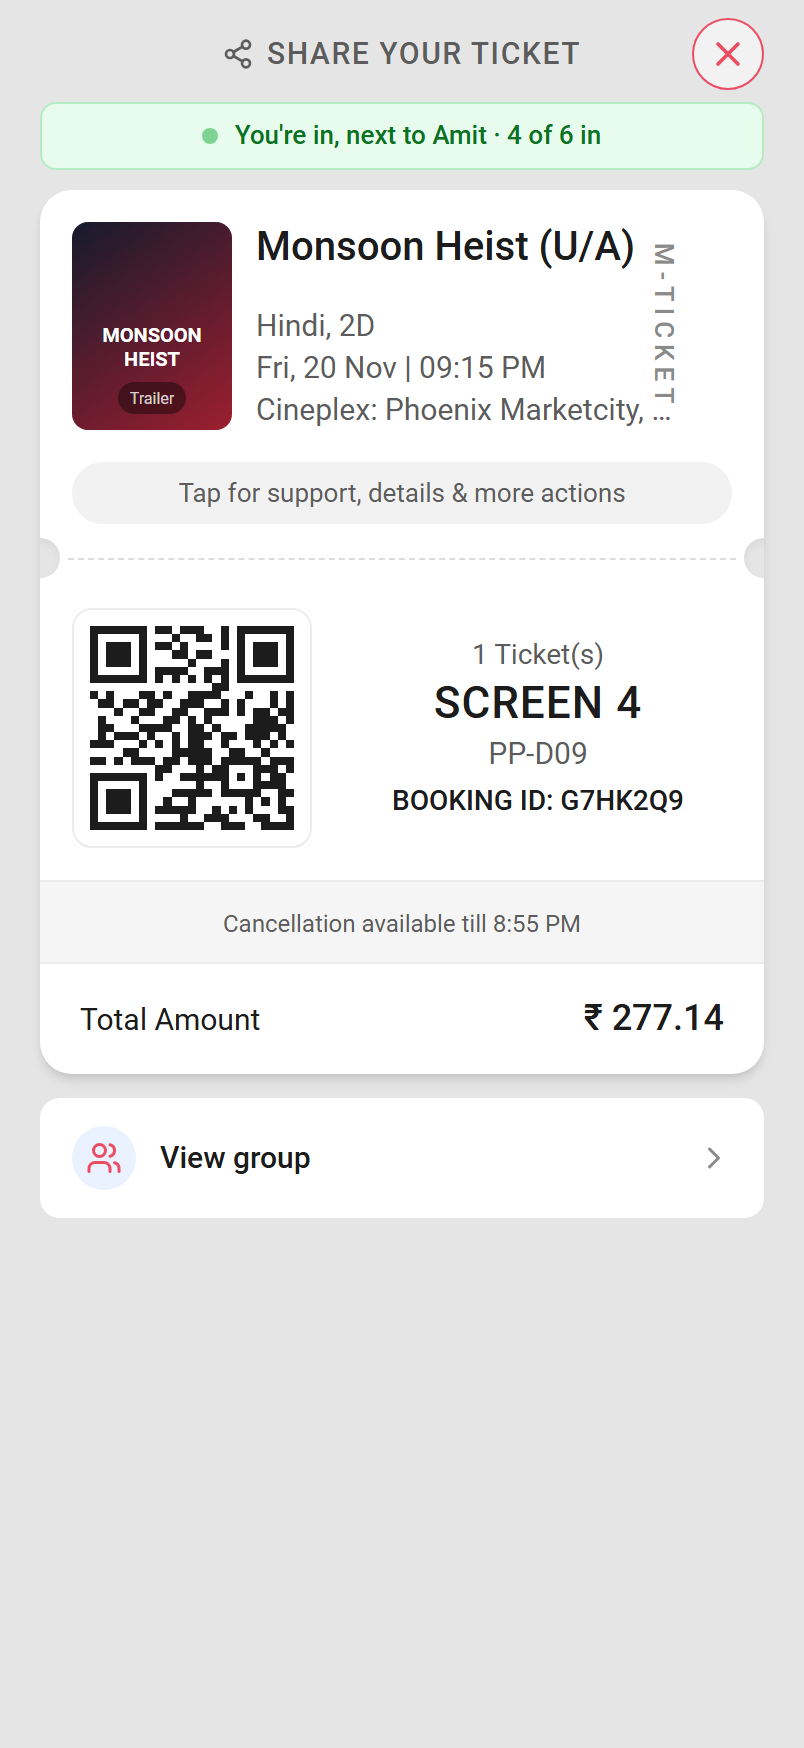 SHARE YOUR TICKET
You're in, next to Amit · 4 of 6 in
Monsoon Heist (U/A)
M-TICKET
MONSOON
HEIST
Trailer
Hindi, 2D
Fri, 20 Nov | 09:15 PM
Cineplex: Phoenix Marketcity, ...
Tap for support, details & more actions
1 Ticket(s)
SCREEN 4
PP-D09
BOOKING ID: G7HK2Q9
Cancellation available till 8:55 PM
Total Amount
₹ 277.14
View group